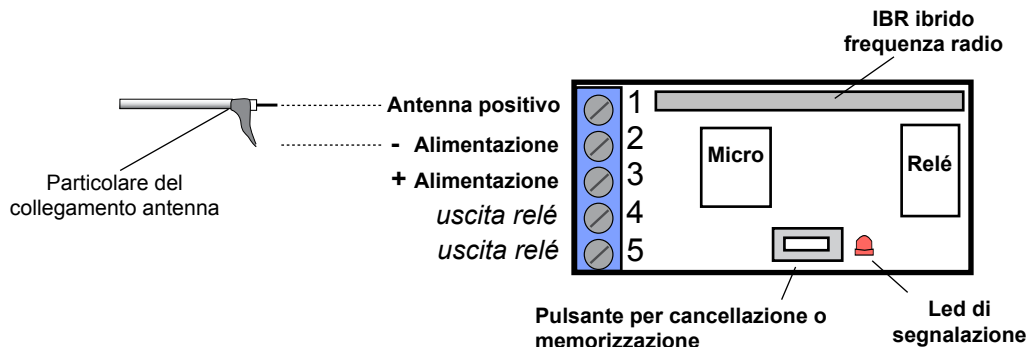 IBR ibrido
frequenza radio
Antenna positivo 1
- Alimentazione 2
+ Alimentazione 3
uscita relé 4
uscita relé 5
Micro
Relé
Particolare del
collegamento antenna
Pulsante per cancellazione o
memorizzazione
Led di
segnalazione